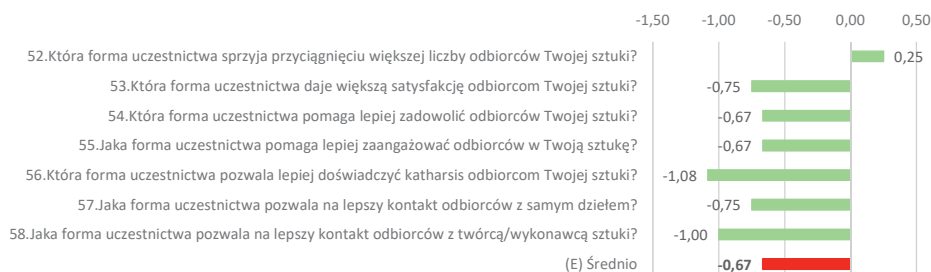 -1,50 -1,00 -0,50 0,00 0,50
52.Która forma uczestnictwa sprzyja przyciągnięciu większej liczby odbiorców Twojej sztuki? 0,25
53.Która forma uczestnictwa daje większą satysfakcję odbiorcom Twojej sztuki? -0,75
54.Która forma uczestnictwa pomaga lepiej zadowolić odbiorców Twojej sztuki? -0,67
55.Jaka forma uczestnictwa pomaga lepiej zaangażować odbiorców w Twoją sztukę? -0,67
56.Która forma uczestnictwa pozwala lepiej doświadczyć katharsis odbiorcom Twojej sztuki? -1,08
57.Jaka forma uczestnictwa pozwala na lepszy kontakt odbiorców z samym dziełem? -0,75
58.Jaka forma uczestnictwa pozwala na lepszy kontakt odbiorców z twórcą/wykonawcą sztuki? -1,00
(E) Średnio -0,67